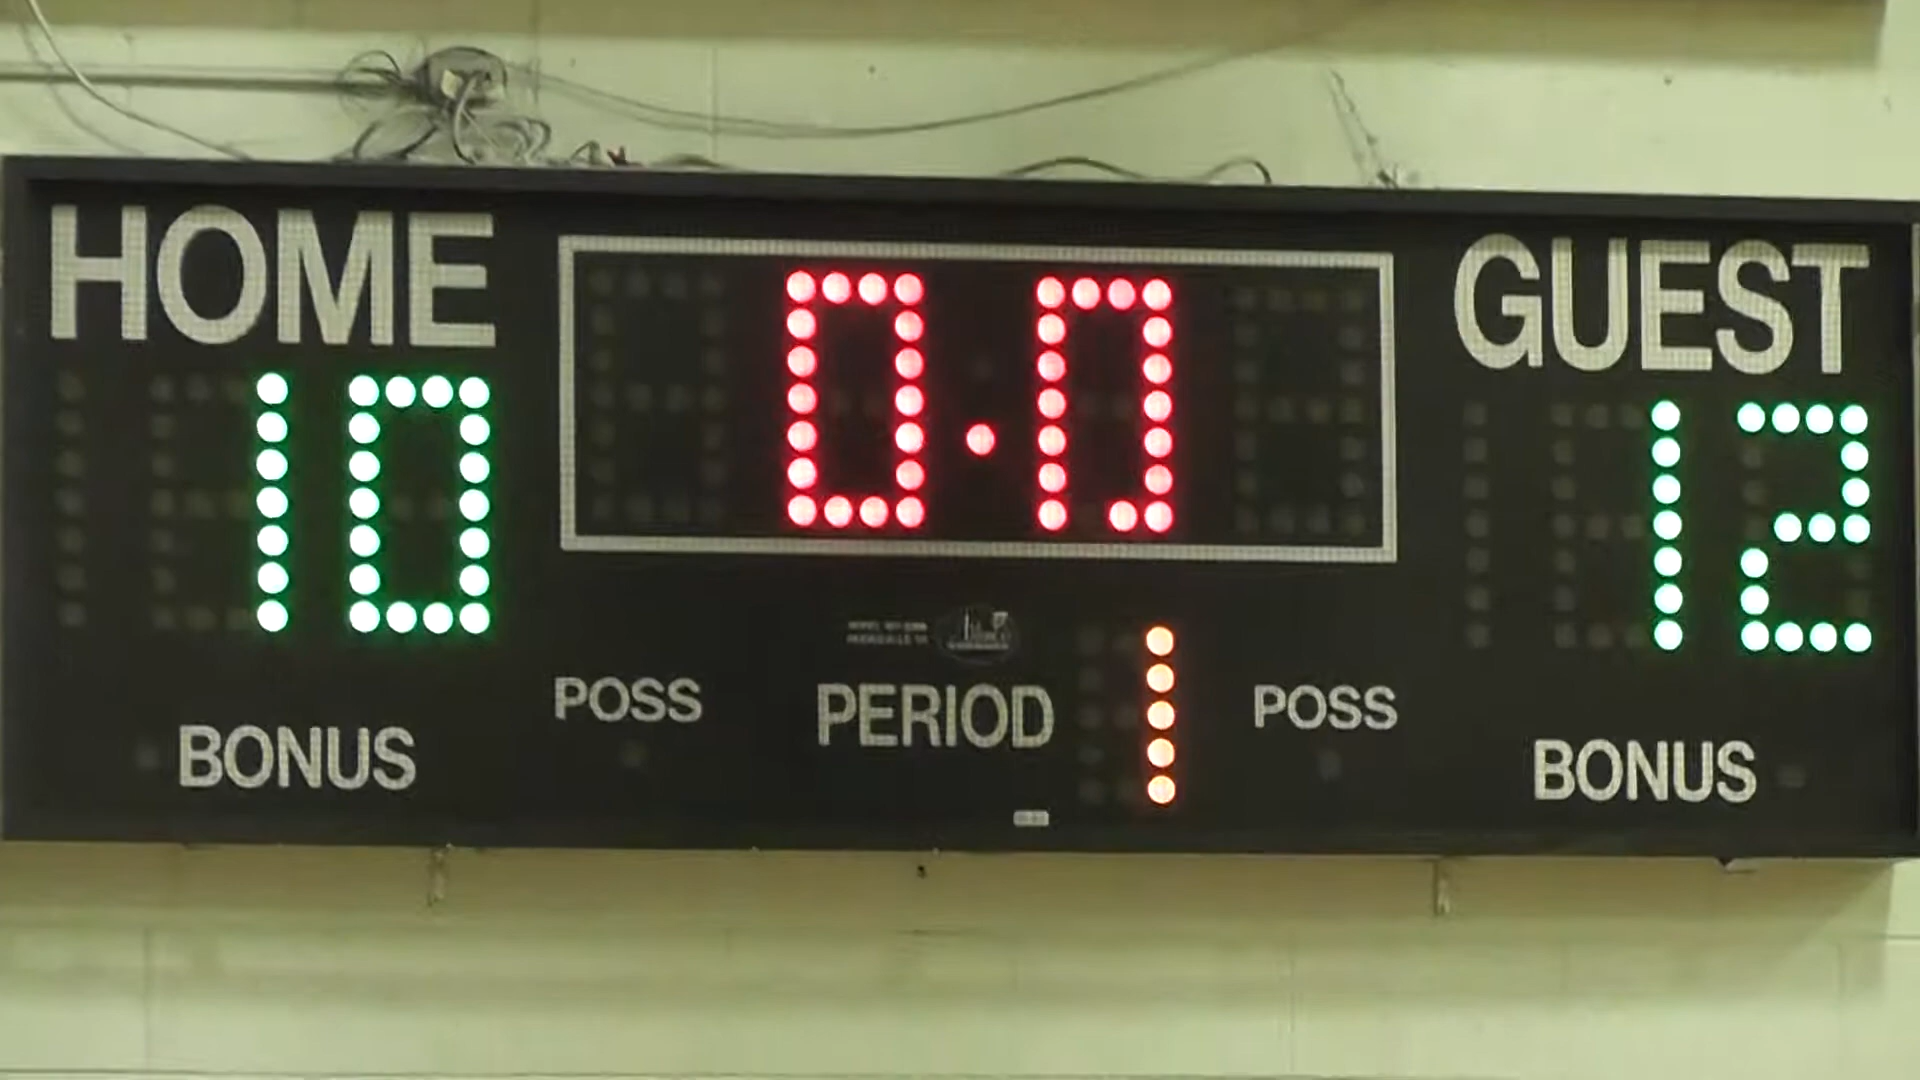 HOME 0.0 GUEST
10 12
POSS PERIOD 1 POSS
BONUS BONUS